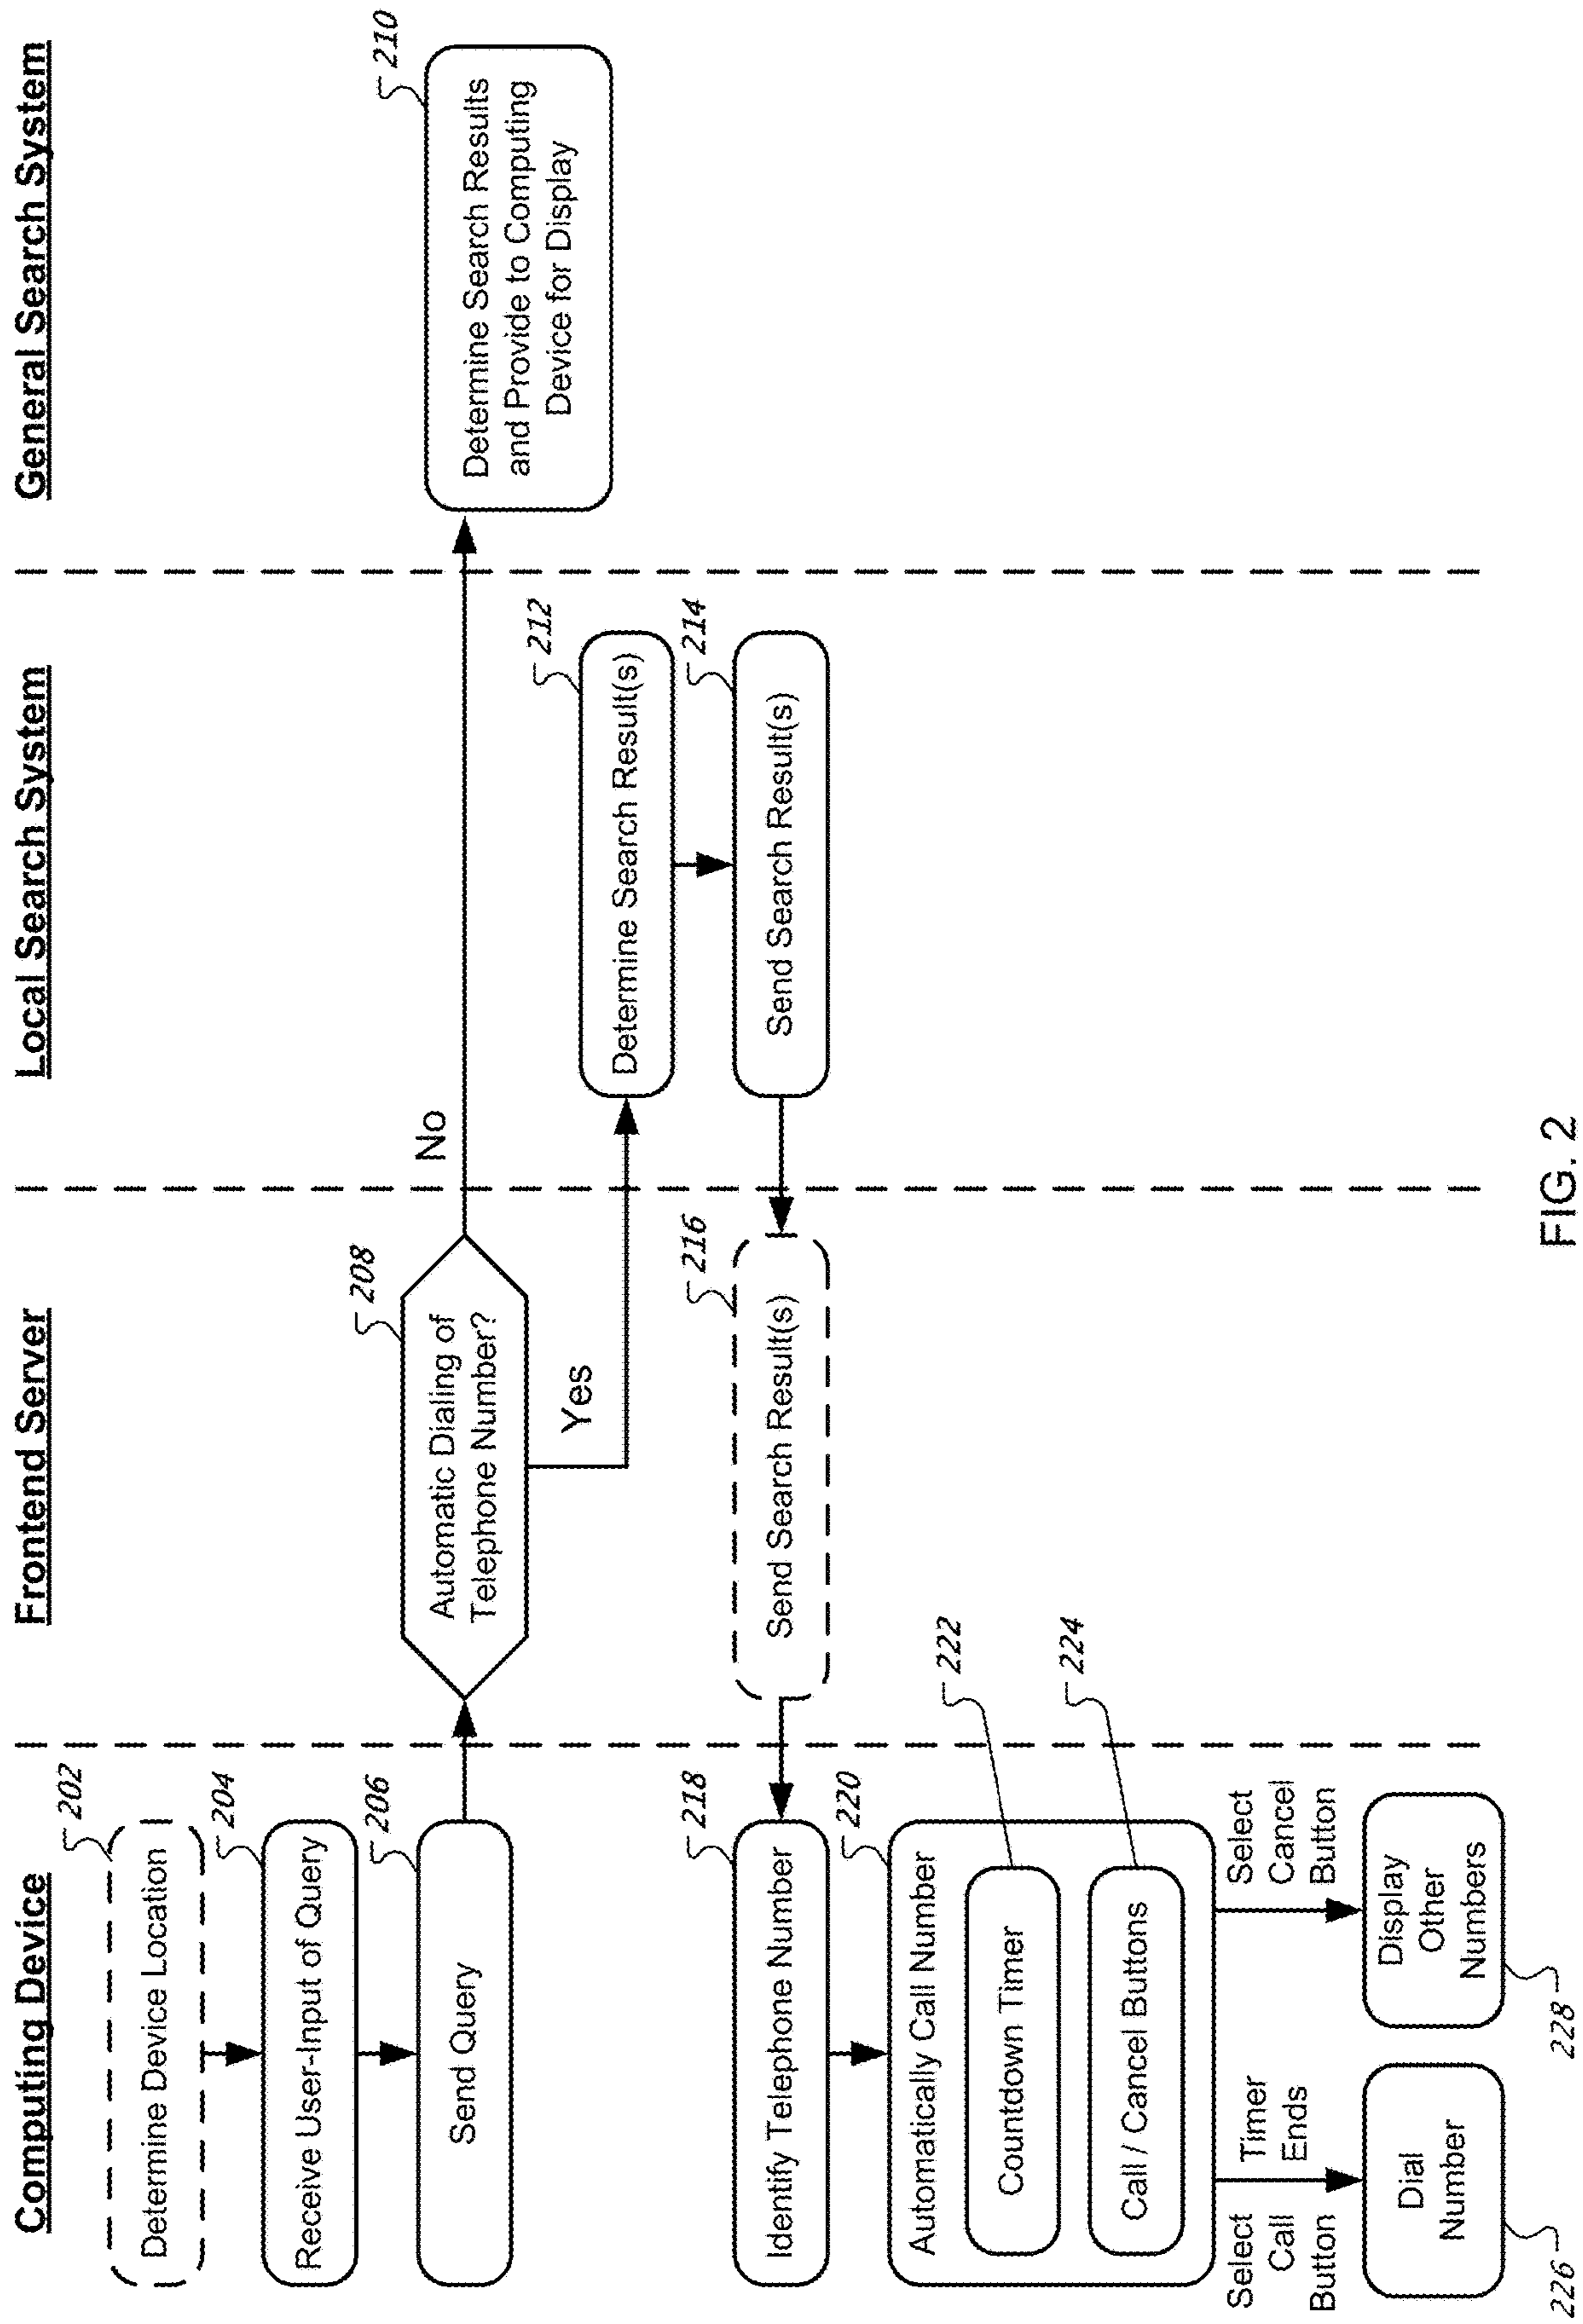 Computing Device
Frontend Server
Local Search System
General Search System
202
Determine Device Location
204
Receive User-Input of Query
206
Send Query
208
Automatic Dialing of
Telephone Number?
No
Yes
210
Determine Search Results
and Provide to Computing
Device for Display
212
Determine Search Result(s)
214
Send Search Result(s)
216
Send Search Result(s)
218
Identify Telephone Number
220
Automatically Call Number
222
Countdown Timer
224
Call / Cancel Buttons
Select
Call
Button
Timer
Ends
Select
Cancel
Button
Dial
Number
226
Display
Other
Numbers
228
FIG. 2